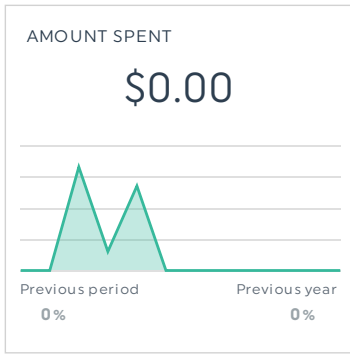 AMOUNT SPENT
$0.00
Previous period Previous year
0% 0%